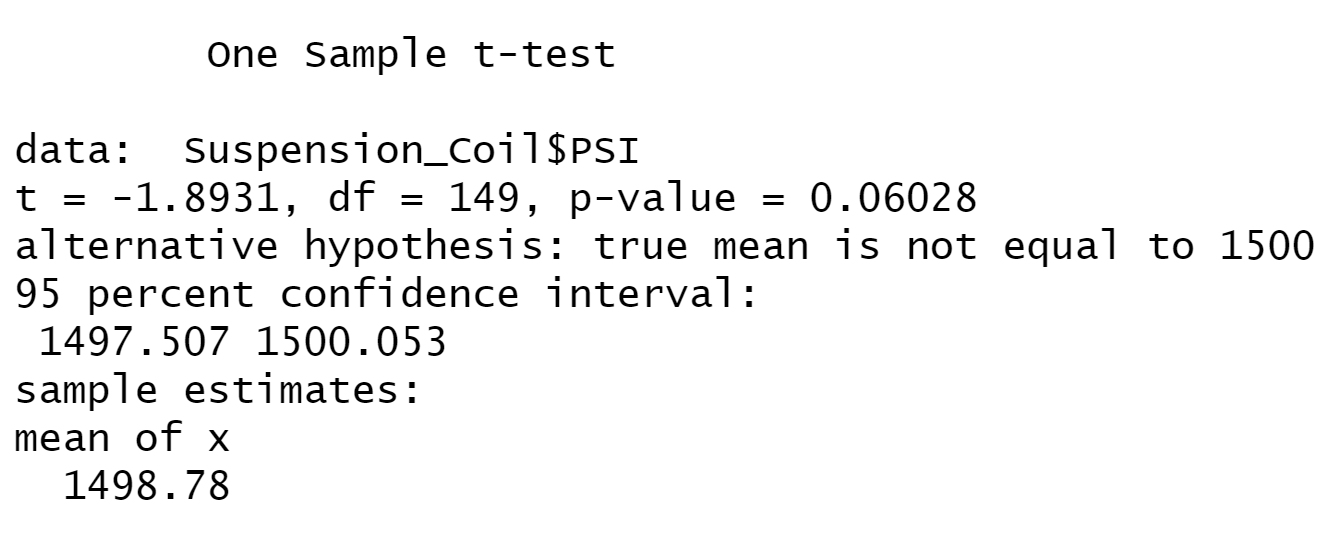 One Sample t-test
data: Suspension_Coil$PSI
t = -1.8931, df = 149, p-value = 0.06028
alternative hypothesis: true mean is not equal to 1500
95 percent confidence interval:
1497.507 1500.053
sample estimates:
mean of x
1498.78